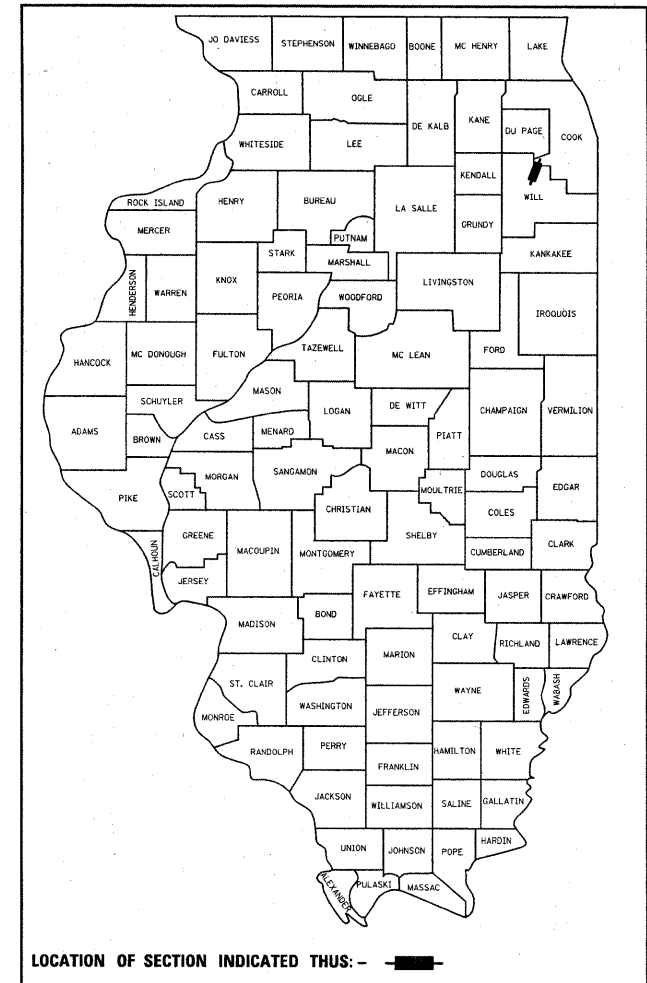 JO DAVIESS STEPHENSON WINNEBAGO BOONE MC HENRY LAKE
CARROLL OGLE DE KALB KANE DU PAGE COOK
WHITESIDE LEE KENDALL WILL
ROCK ISLAND HENRY BUREAU LA SALLE GRUNDY
MERCER PUTNAM KANKAKEE
STARK MARSHALL
HENDERSON WARREN KNOX PEORIA WOODFORD LIVINGSTON IROQUOIS
HANCOCK MC DONOUGH FULTON TAZEWELL MC LEAN FORD
MASON
SCHUYLER LOGAN DE WITT CHAMPAIGN VERMILION
ADAMS BROWN CASS MENARD MACON PIATT
MORGAN SANGAMON DOUGLAS EDGAR
PIKE SCOTT CHRISTIAN MOULTRIE COLES
GREENE MACOUPIN MONTGOMERY SHELBY CUMBERLAND CLARK
CALHOUN JERSEY
FAYETTE EFFINGHAM JASPER CRAWFORD
MADISON BOND
CLINTON MARION CLAY RICHLAND LAWRENCE
ST. CLAIR WAYNE EDWARDS WABASH
WASHINGTON JEFFERSON
MONROE
RANDOLPH PERRY HAMILTON WHITE
FRANKLIN
JACKSON WILLIAMSON SALINE GALLATIN
UNION JOHNSON POPE HARDIN
ALEXANDER PULASKI MASSAC
LOCATION OF SECTION INDICATED THUS: -